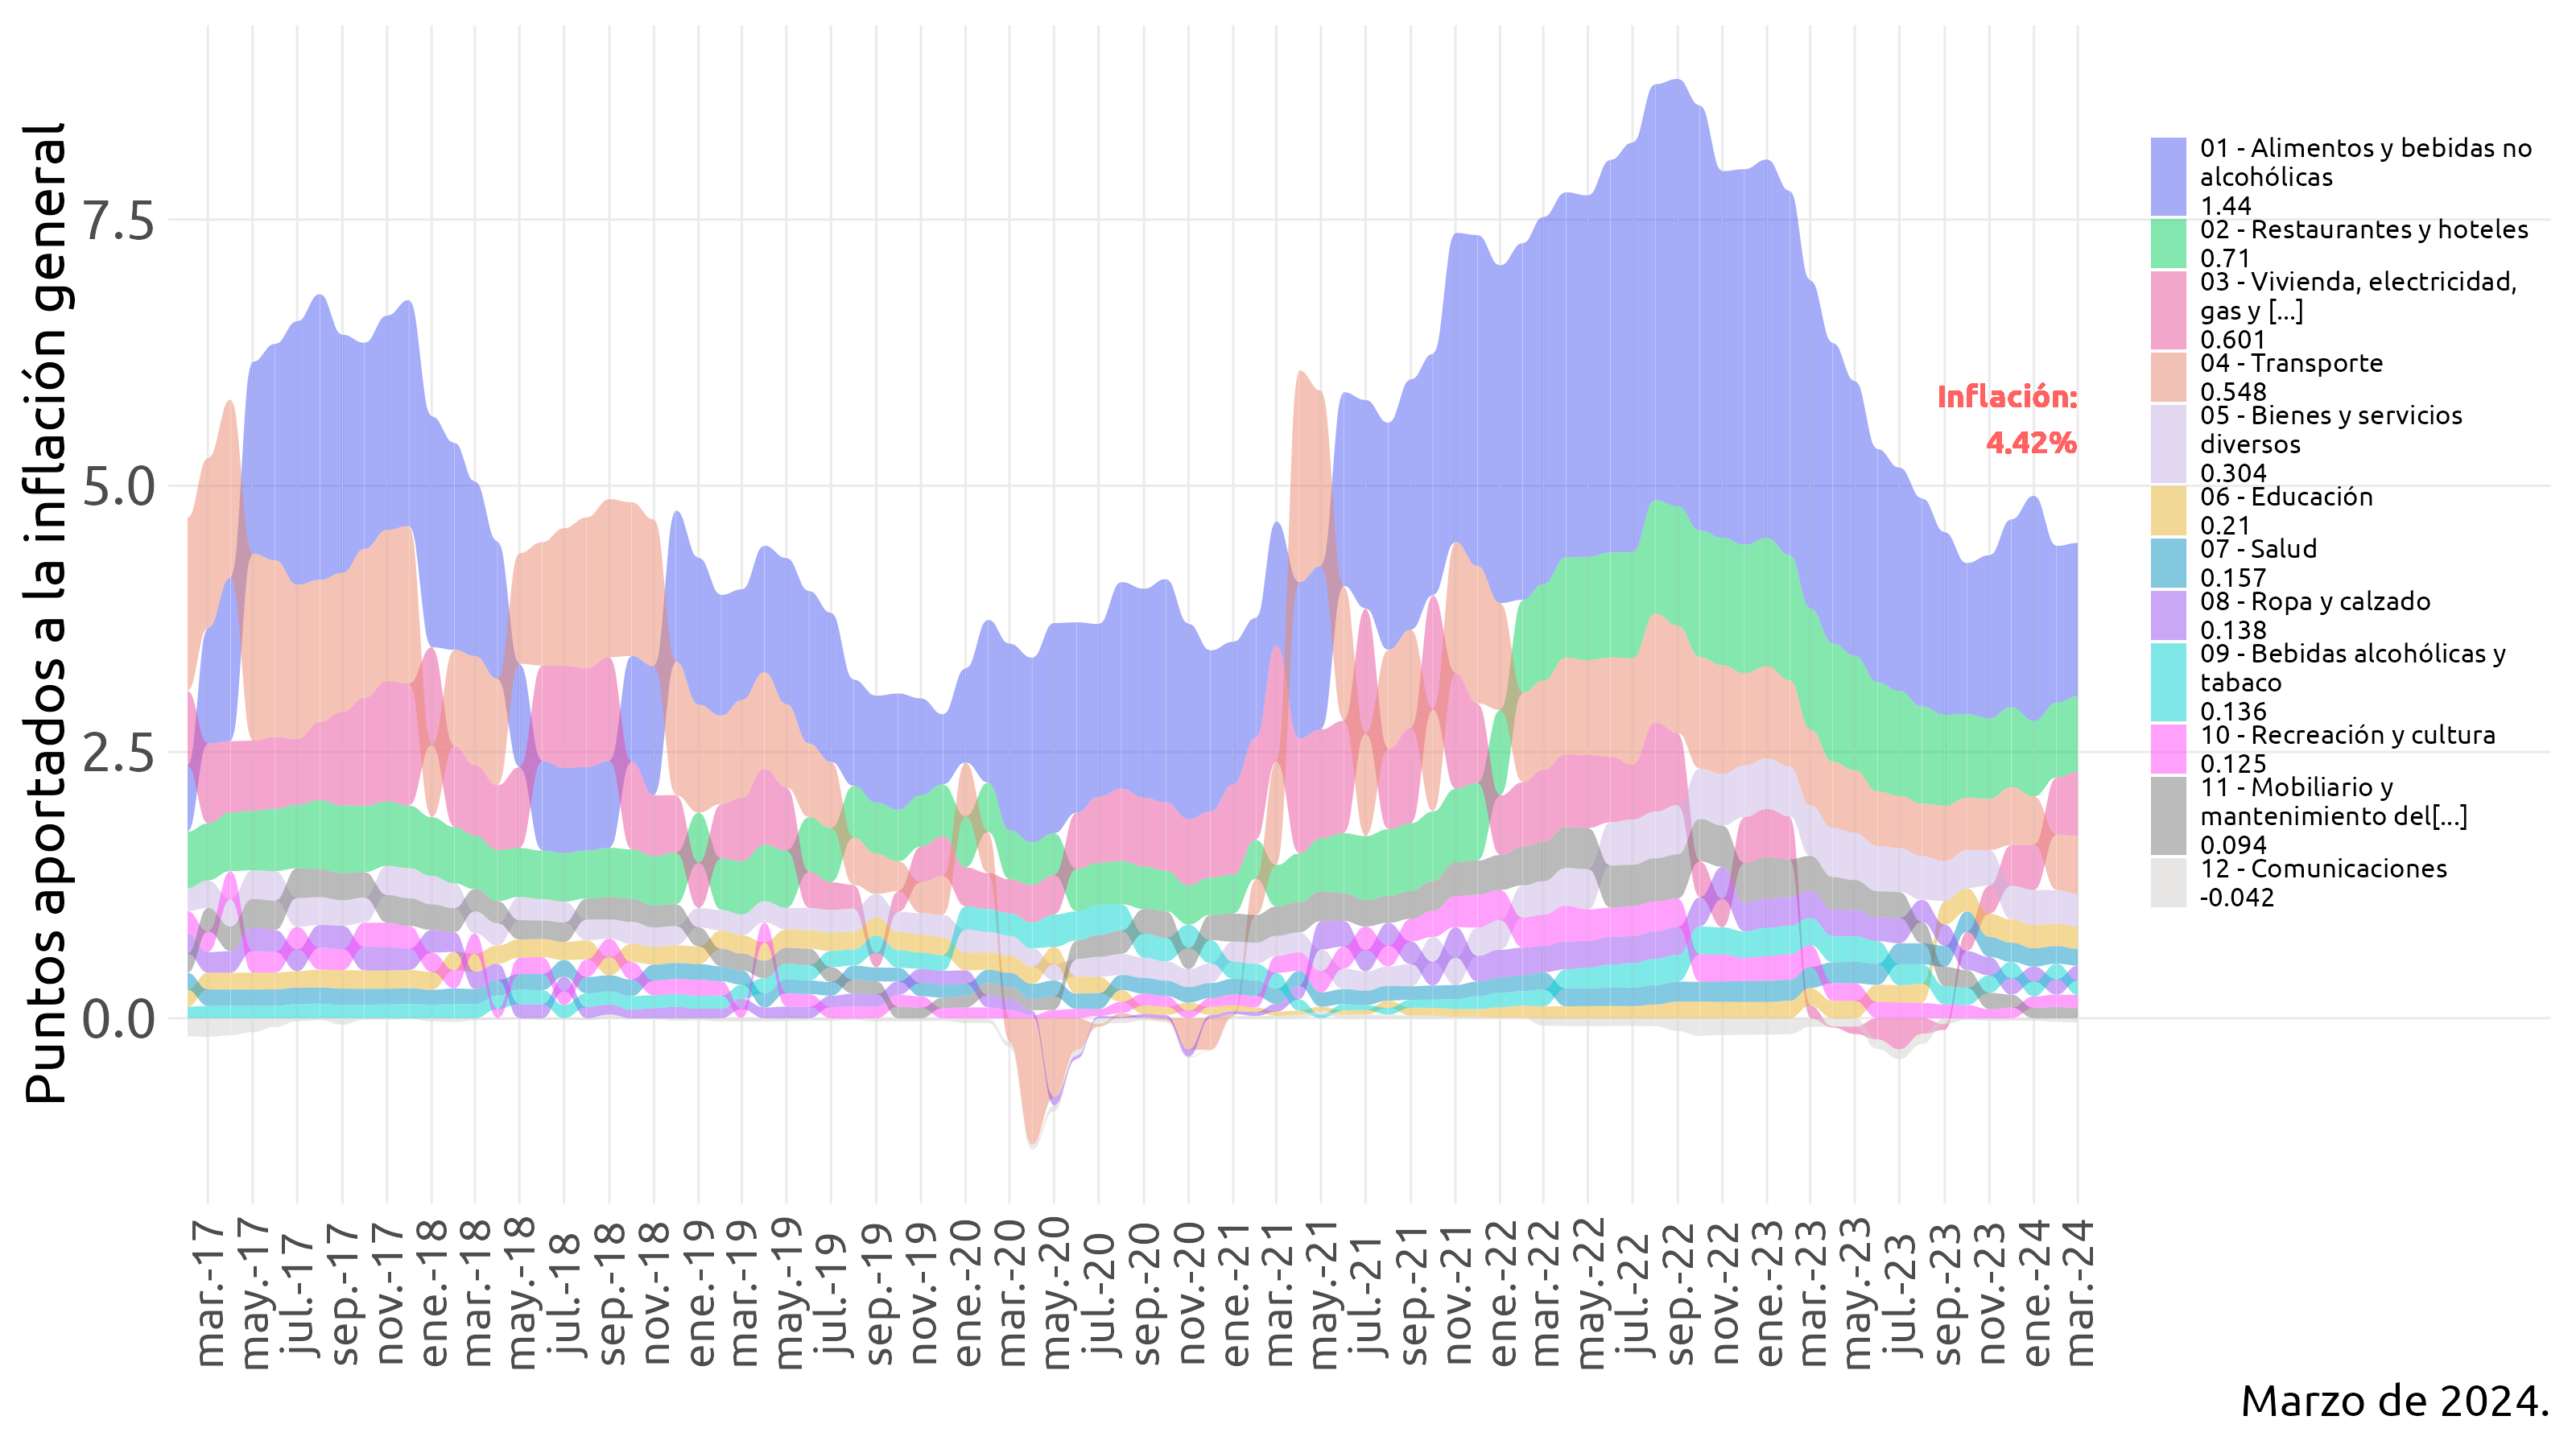 Puntos aportados a la inflación general
7.5
5.0
2.5
0.0
mar.-17
may.-17
jul.-17
sep.-17
nov.-17
ene.-18
mar.-18
may.-18
jul.-18
sep.-18
nov.-18
ene.-19
mar.-19
may.-19
jul.-19
sep.-19
nov.-19
ene.-20
mar.-20
may.-20
jul.-20
sep.-20
nov.-20
ene.-21
mar.-21
may.-21
jul.-21
sep.-21
nov.-21
ene.-22
mar.-22
may.-22
jul.-22
sep.-22
nov.-22
ene.-23
mar.-23
may.-23
jul.-23
sep.-23
nov.-23
ene.-24
mar.-24
Inflación:
4.42%
01 - Alimentos y bebidas no
alcohólicas
1.44
02 - Restaurantes y hoteles
0.71
03 - Vivienda, electricidad,
gas y [...]
0.601
04 - Transporte
0.548
05 - Bienes y servicios
diversos
0.304
06 - Educación
0.21
07 - Salud
0.157
08 - Ropa y calzado
0.138
09 - Bebidas alcohólicas y
tabaco
0.136
10 - Recreación y cultura
0.125
11 - Mobiliario y
mantenimiento del[...]
0.094
12 - Comunicaciones
-0.042
Marzo de 2024.